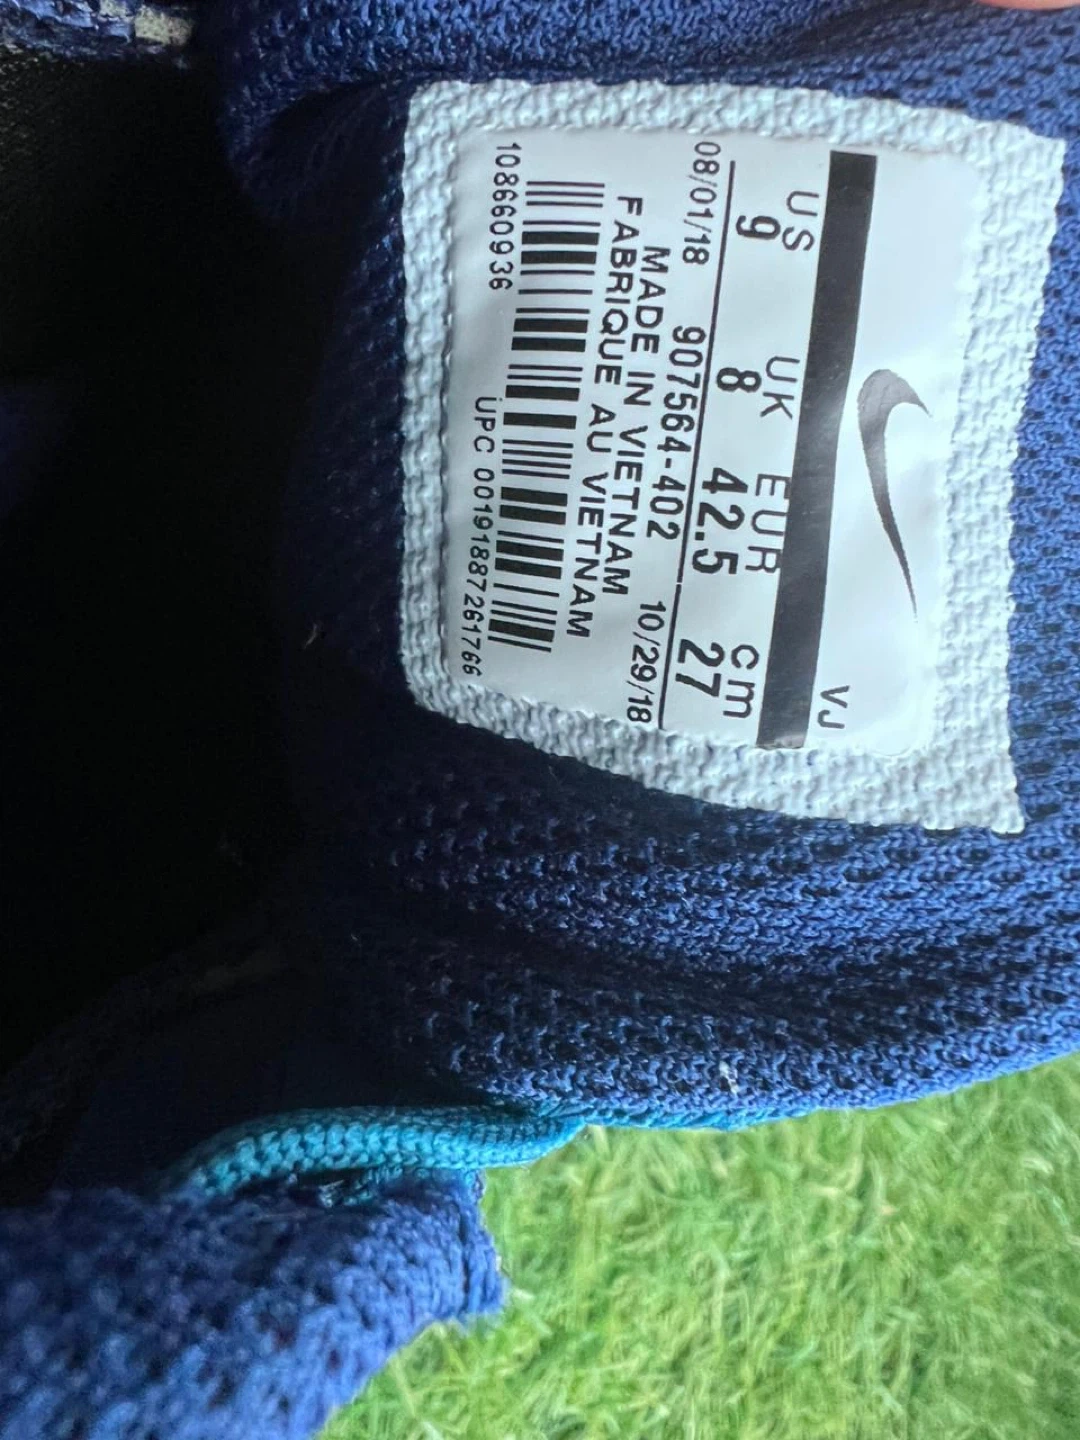 VJ
US UK EUR cm
9 8 42.5 27
08/01/18 907564-402 10/29/18
MADE IN VIETNAM
FABRIQUE AU VIETNAM
108660936
UPC 00191887261766